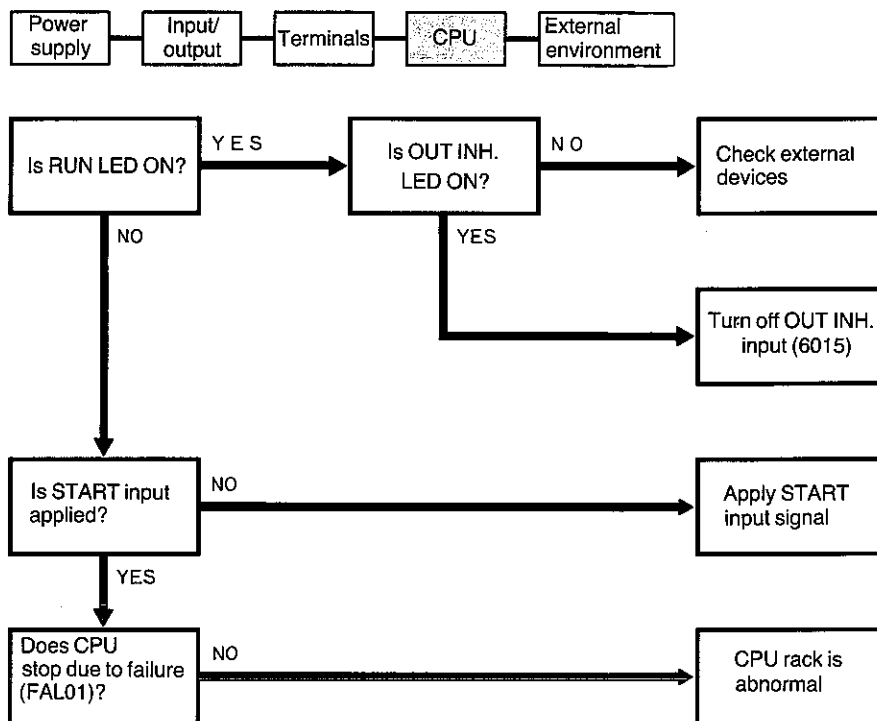 Power
supply
Input/
output
Terminals
CPU
External
environment
Is RUN LED ON?
YES
Is OUT INH.
LED ON?
NO
Check external
devices
NO
YES
Turn off OUT INH.
input (6015)
Is START input
applied?
NO
Apply START
input signal
YES
Does CPU
stop due to failure
(FAL01)?
NO
CPU rack is
abnormal